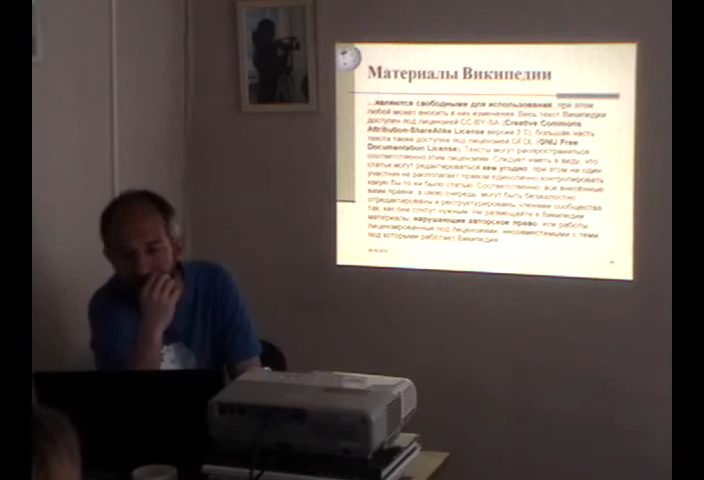 Материалы Википедии
...являются свободными для использования, при этом
любой может вносить в них изменения. Весь текст Википедии
доступен под лицензией CC-BY-SA (Creative Commons
Attribution-ShareAlike License версии 3.0), большая часть
текста также доступна под лицензией GFDL (GNU Free
Documentation License). Тексты могут распространяться
соответственно этим лицензиям. Следует иметь в виду, что
статьи могут редактироваться кем угодно, при этом ни один
участник не располагает правом единолично контролировать
какую бы то ни было статью. Соответственно, все внесённые
вами правки, в свою очередь, могут быть безжалостно
отредактированы и реструктурированы членами сообщества
так, как они сочтут нужным. Не размещайте в Википедии
материалы, нарушающие авторское право, или работы,
лицензированные под лицензиями, несовместимыми с теми,
под которыми работает Википедия